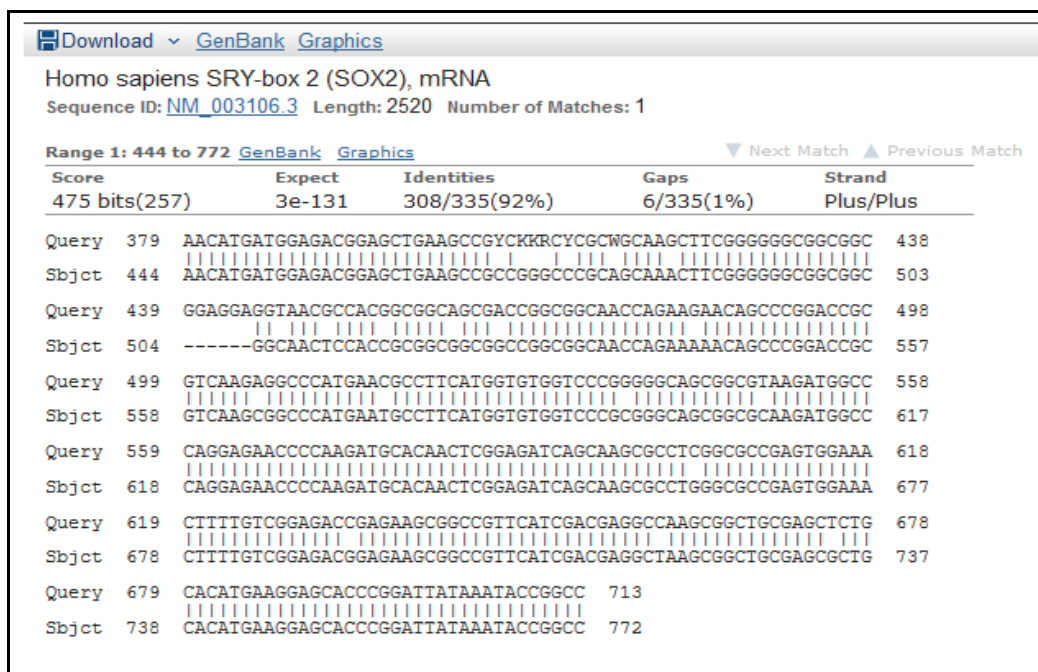 Download GenBank Graphics
Homo sapiens SRY-box 2 (SOX2), mRNA
Sequence ID: NM_003106.3 Length: 2520 Number of Matches: 1
Range 1: 444 to 772 GenBank Graphics Next Match Previous Match
Score Expect Identities Gaps Strand
475 bits(257) 3e-131 308/335(92%) 6/335(1%) Plus/Plus
Query 379 AACATGATGGAGACGGAGCTGAAGCCGYCKKRCYCGCWGCAAGCTTCGGGGGGCGGCGGC 438
Sbjct 444 AACATGATGGAGACGGAGCTGAAGCCGCCGGGCCCGCAGCAAACTTCGGGGGGCGGCGGC 503
Query 439 GGAGGAGGTAACGCCACGGCGGCAGCGACCGGCGGCAACCAGAAGAACAGCCCGGACCGC 498
Sbjct 504 ------GGCAACTCCACCGCGGCGGCGGCCGGCGGCAACCAGAAAAACAGCCCGGACCGC 557
Query 499 GTCAAGAGGCCCATGAACGCCTTCATGGTGTGGTCCCGGGGGCAGCGGCGTAAGATGGCC 558
Sbjct 558 GTCAAGCGGCCCATGAATGCCTTCATGGTGTGGTCCCGCGGGCAGCGGCGCAAGATGGCC 617
Query 559 CAGGAGAACCCCAAGATGCACAACTCGGAGATCAGCAAGCGCCTCGGCGCCGAGTGGAAA 618
Sbjct 618 CAGGAGAACCCCAAGATGCACAACTCGGAGATCAGCAAGCGCCTGGGCGCCGAGTGGAAA 677
Query 619 CTTTTGTCGGAGACCGAGAAGCGGCCGTTCATCGACGAGGCCAAGCGGCTGCGAGCTCTG 678
Sbjct 678 CTTTTGTCGGAGACGGAGAAGCGGCCGTTCATCGACGAGGCTAAGCGGCTGCGAGCGCTG 737
Query 679 CACATGAAGGAGCACCCGGATTATAAATACCGGCC 713
Sbjct 738 CACATGAAGGAGCACCCGGATTATAAATACCGGCC 772